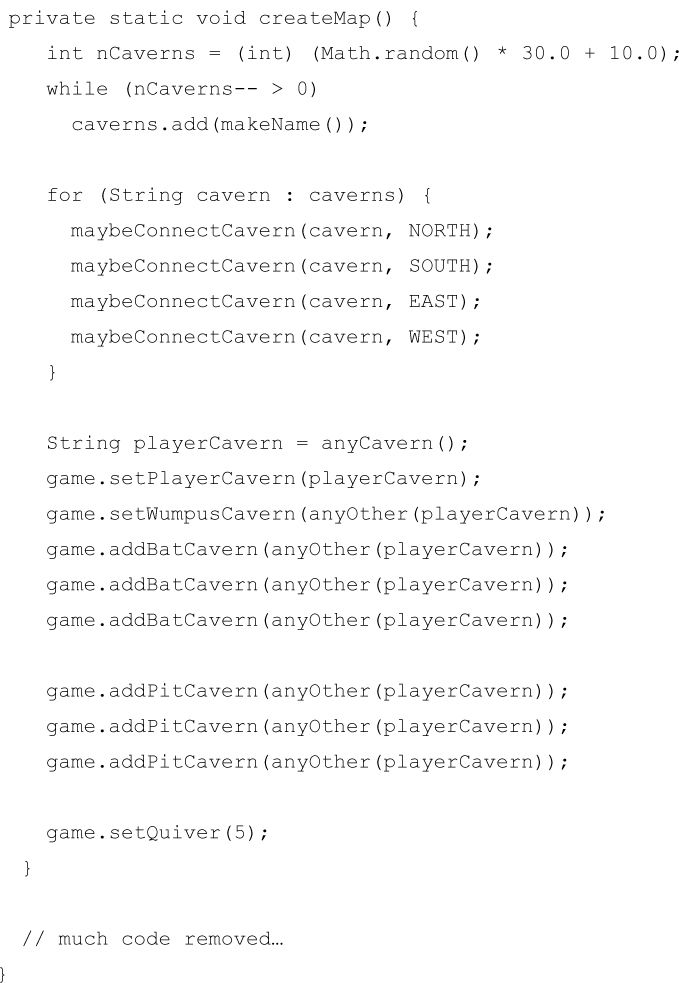 private static void createMap() {
int nCaverns = (int) (Math.random() * 30.0 + 10.0);
while (nCaverns-- > 0)
caverns.add(makeName());
for (String cavern : caverns) {
maybeConnectCavern(cavern, NORTH);
maybeConnectCavern(cavern, SOUTH);
maybeConnectCavern(cavern, EAST);
maybeConnectCavern(cavern, WEST);
}
String playerCavern = anyCavern();
game.setPlayerCavern(playerCavern);
game.setWumpusCavern(anyOther(playerCavern));
game.addBatCavern(anyOther(playerCavern));
game.addBatCavern(anyOther(playerCavern));
game.addBatCavern(anyOther(playerCavern));
game.addPitCavern(anyOther(playerCavern));
game.addPitCavern(anyOther(playerCavern));
game.addPitCavern(anyOther(playerCavern));
game.setQuiver(5);
}
// much code removed…
}